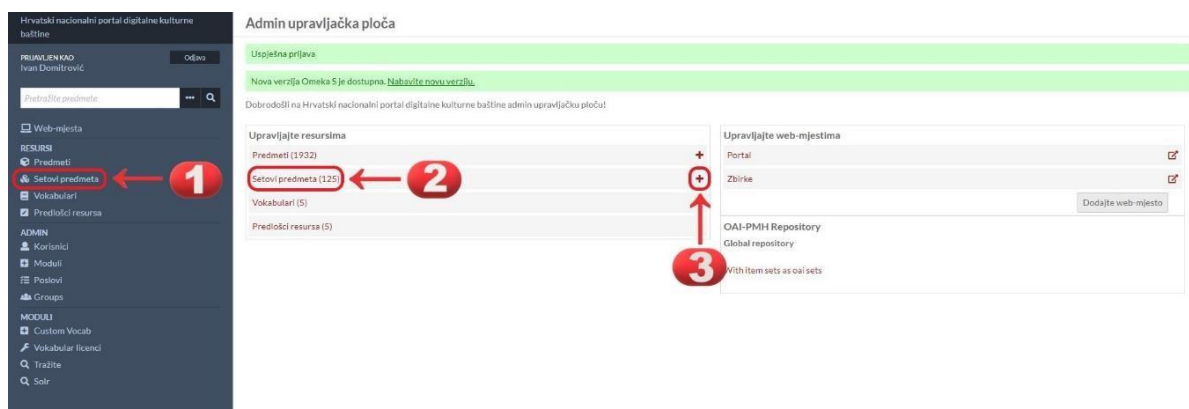 Hrvatski nacionalni portal digitalne kulturne
baštine
PRIJAVLJEN KAO
Ivan Domitrović
Odjava
Pretražite predmete
Web-mjesta
RESURSI
Predmeti
Setovi predmeta
1
Vokabulari
Predlošci resursa
ADMIN
Korisnici
Moduli
Poslovi
Groups
MODULI
Custom Vocab
Vokabular licenci
Tražite
Solr
Admin upravljačka ploča
Uspješna prijava
Nova verzija Omeka S je dostupna. Nabavite novu verziju.
Dobrodošli na Hrvatski nacionalni portal digitalne kulturne baštine admin upravljačku ploču!
Upravljajte resursima
Predmeti (1932)
Setovi predmeta (125)
2
Vokabulari (5)
Predlošci resursa (5)
3
Upravljajte web-mjestima
Portal
Zbirke
Dodajte web-mjesto
OAI-PMH Repository
Global repository
With item sets as oai sets